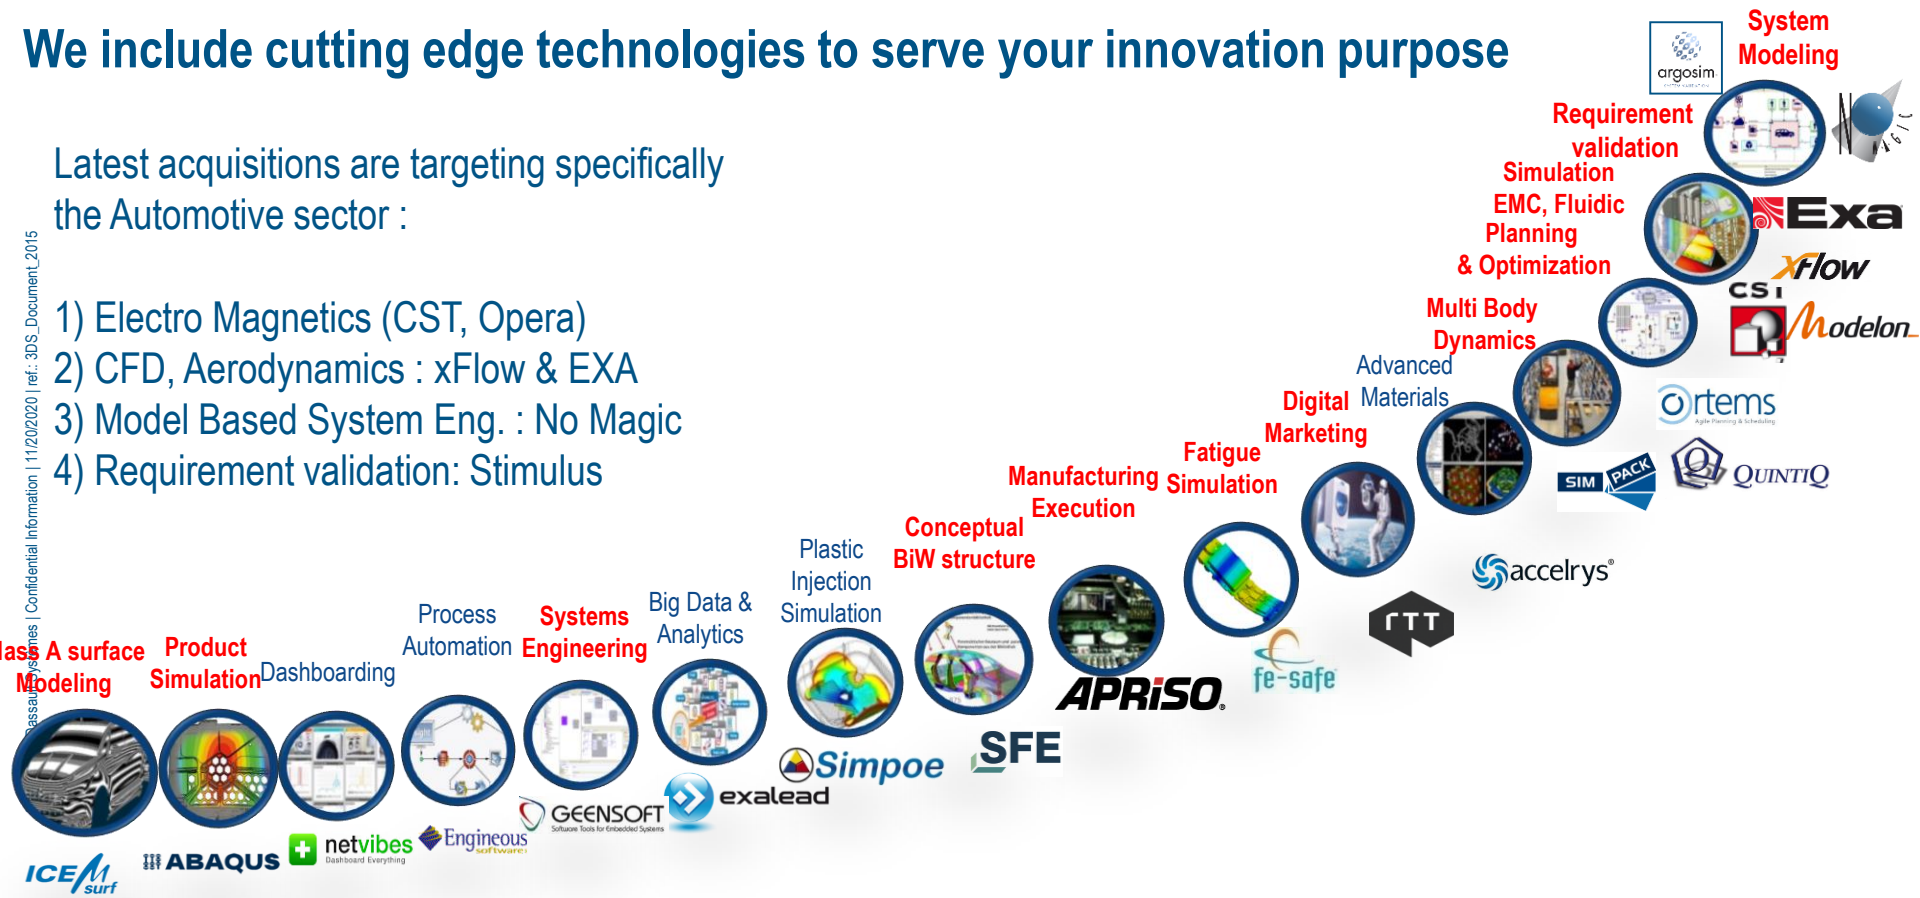 We include cutting edge technologies to serve your innovation purpose
Latest acquisitions are targeting specifically
the Automotive sector :
1) Electro Magnetics (CST, Opera)
2) CFD, Aerodynamics : xFlow & EXA
3) Model Based System Eng. : No Magic
4) Requirement validation: Stimulus
Systèmes | Confidential Information | 11/20/2020 | ref.: 3DS_Document_2015
A surface
Modeling
ICEM
surf
Product
Simulation
ABAQUS
Dashboarding
netvibes
Dashboard Everything
Process
Automation
Engineous
software
Systems
Engineering
GEENSOFT
Software Tools for Embedded Systems
Big Data &
Analytics
exalead
Plastic
Injection
Simulation
Simpoe
Conceptual
BiW structure
SFE
Manufacturing
Execution
APRISO®
Fatigue
Simulation
fe-safe
Digital
Marketing
RTT
Advanced
Materials
accelrys®
Multi Body
Dynamics
SIM PACK
Planning
& Optimization
Ortems
Agile Planning & Scheduling
QUINTIQ
Simulation
EMC, Fluidic
Exa
xflow
CST
Modelon
Requirement
validation
argosim
System
Modeling
NO MAGIC